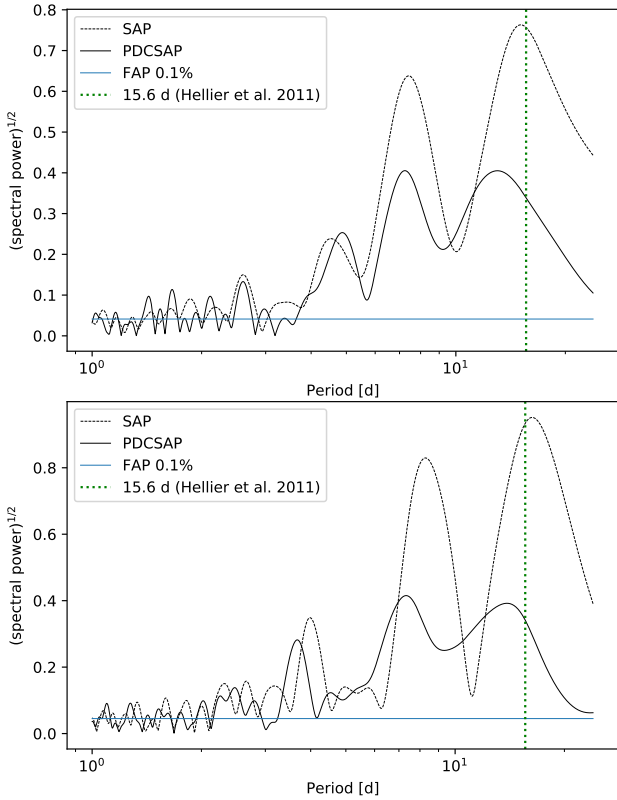 0.8
0.7
0.6
0.5
0.4
0.3
0.2
0.1
0.0
(spectral power)^{1/2}
SAP
PDCSAP
FAP 0.1%
15.6 d (Hellier et al. 2011)
10^0
10^1
Period [d]
0.8
0.6
0.4
0.2
0.0
(spectral power)^{1/2}
SAP
PDCSAP
FAP 0.1%
15.6 d (Hellier et al. 2011)
10^0
10^1
Period [d]